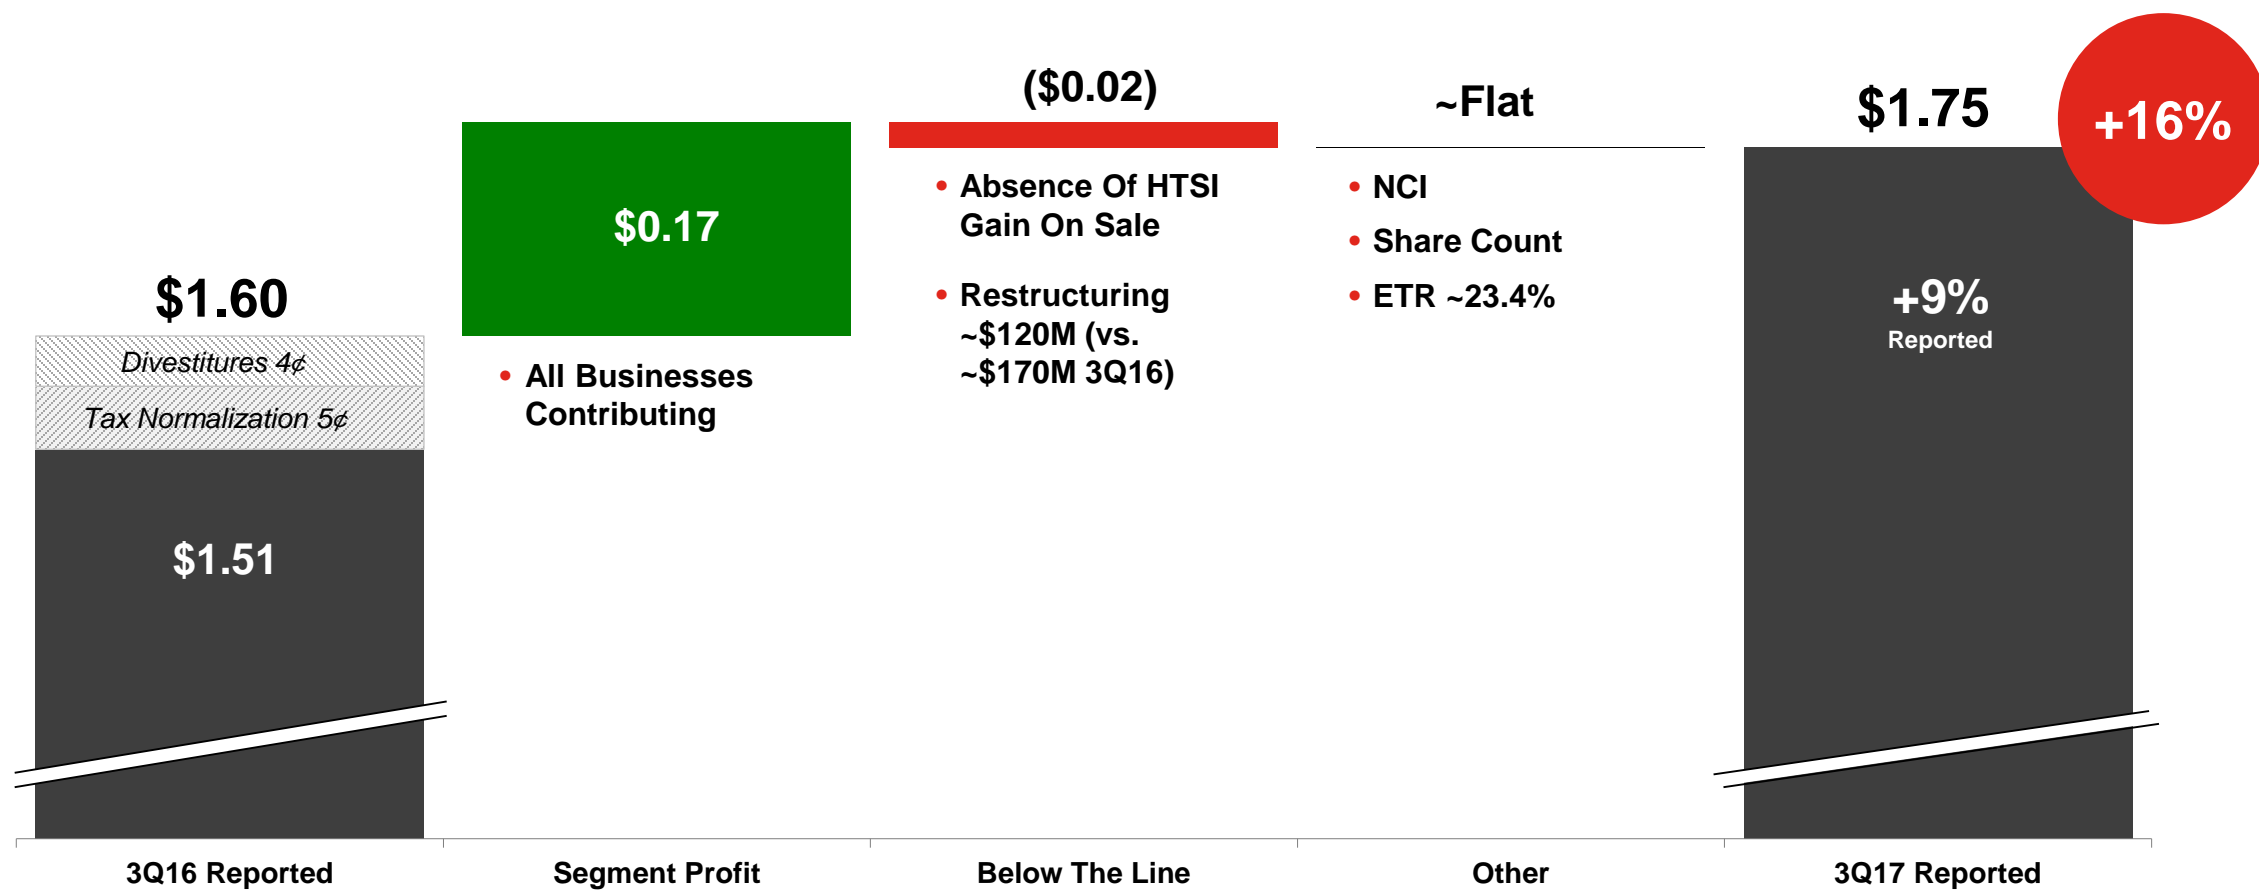 $1.60
Divestitures 4¢
Tax Normalization 5¢
$1.51
$0.17
• All Businesses
Contributing
($0.02)
• Absence Of HTSI
Gain On Sale
• Restructuring
~$120M (vs.
~$170M 3Q16)
~Flat
• NCI
• Share Count
• ETR ~23.4%
$1.75
+16%
+9%
Reported
3Q16 Reported
Segment Profit
Below The Line
Other
3Q17 Reported